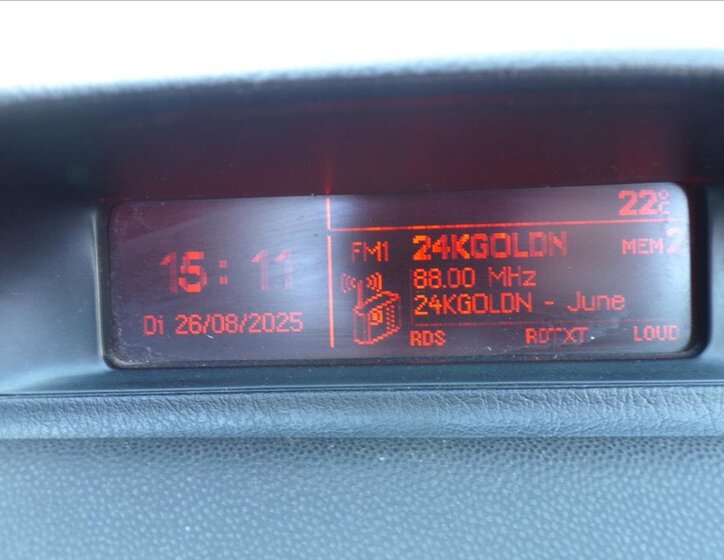 22°C
15:11
Di 26/08/2025
FM1 24KGOLDN MEM2
88.00 MHz
24KGOLDN - June
RDS RDTXT LOUD